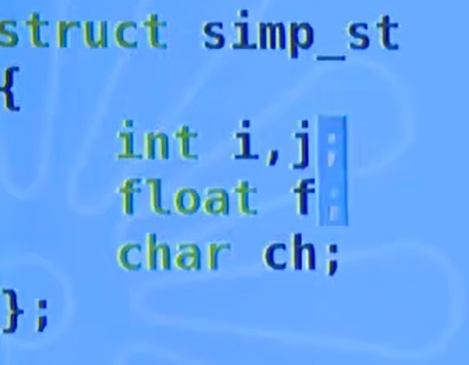 struct simp_st
{
int i,j;
float f;
char ch;
};